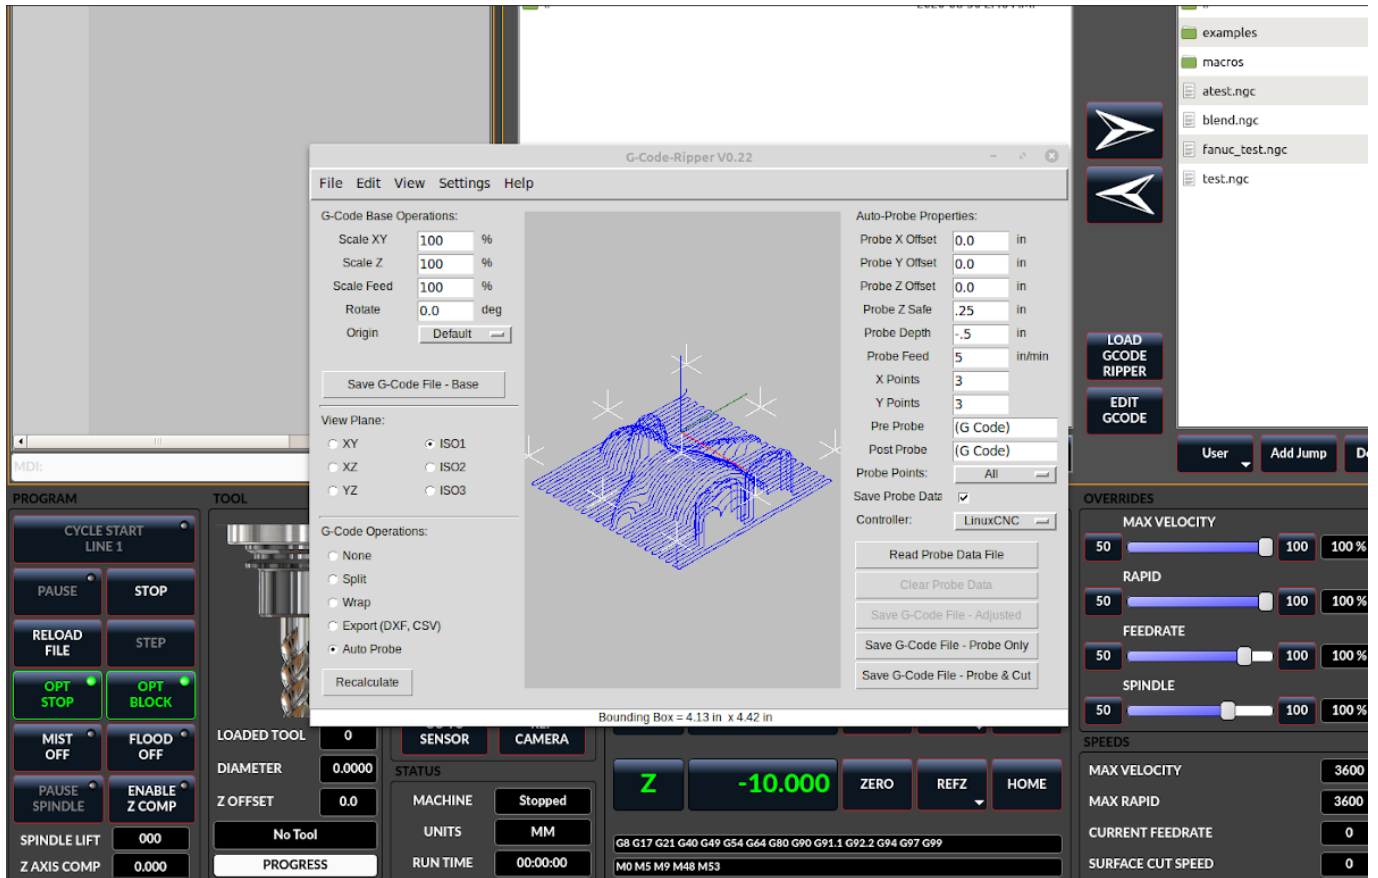 examples
macros
atest.ngc
blend.ngc
fanuc_test.ngc
test.ngc
G-Code-Ripper V0.22
File Edit View Settings Help
G-Code Base Operations:
Scale XY 100 %
Scale Z 100 %
Scale Feed 100 %
Rotate 0.0 deg
Origin Default
Save G-Code File - Base
View Plane:
XY ISO1
XZ ISO2
YZ ISO3
G-Code Operations:
None
Split
Wrap
Export (DXF, CSV)
Auto Probe
Recalculate
Auto-Probe Properties:
Probe X Offset 0.0 in
Probe Y Offset 0.0 in
Probe Z Offset 0.0 in
Probe Z Safe .25 in
Probe Depth -.5 in
Probe Feed 5 in/min
X Points 3
Y Points 3
Pre Probe (G Code)
Post Probe (G Code)
Probe Points: All
Save Probe Data
Controller: LinuxCNC
Read Probe Data File
Clear Probe Data
Save G-Code File - Adjusted
Save G-Code File - Probe Only
Save G-Code File - Probe & Cut
Bounding Box = 4.13 in x 4.42 in
LOAD
GCODE
RIPPER
EDIT
GCODE
User Add Jump
MDI:
PROGRAM
CYCLE START
LINE 1
PAUSE STOP
RELOAD
FILE
STEP
OPT
STOP
OPT
BLOCK
MIST
OFF
FLOOD
OFF
PAUSE
SPINDLE
ENABLE
Z COMP
SPINDLE LIFT 000
Z AXIS COMP 0.000
TOOL
LOADED TOOL 0
DIAMETER 0.0000
Z OFFSET 0.0
No Tool
PROGRESS
SENSOR
CAMERA
STATUS
MACHINE Stopped
UNITS MM
RUN TIME 00:00:00
Z -10.000 ZERO REFZ HOME
G8 G17 G21 G40 G49 G54 G64 G80 G90 G91.1 G92.2 G94 G97 G99
M0 M5 M9 M48 M53
OVERRIDES
MAX VELOCITY
50 100 100 %
RAPID
50 100 100 %
FEEDRATE
50 100 100 %
SPINDLE
50 100 100 %
SPEEDS
MAX VELOCITY 3600
MAX RAPID 3600
CURRENT FEEDRATE 0
SURFACE CUT SPEED 0